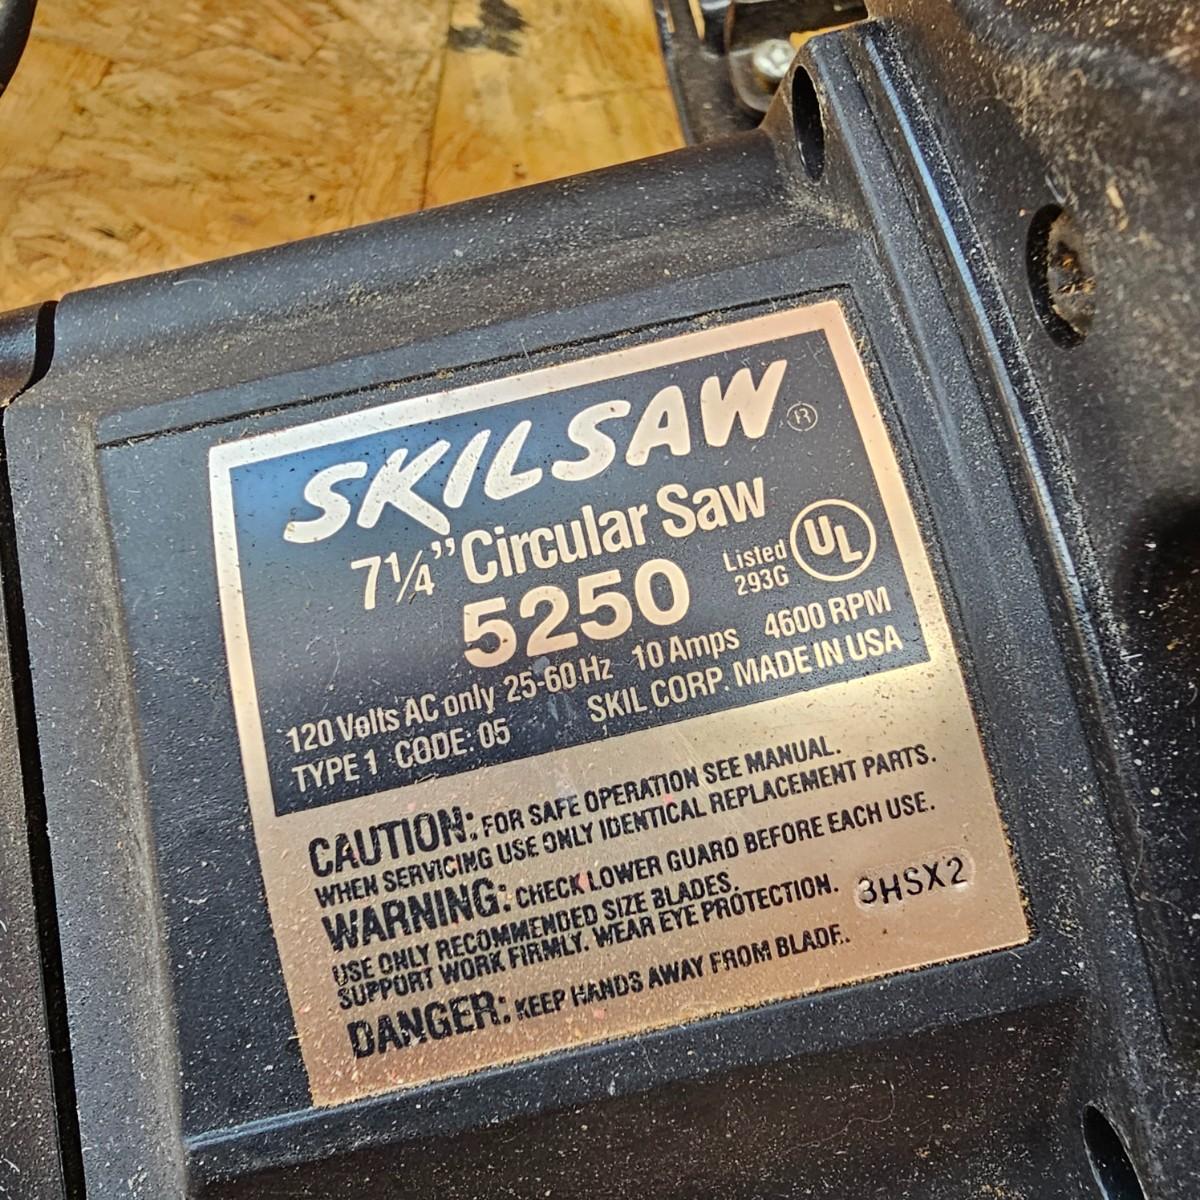 SKILSAW ®
7 1/4" Circular Saw
5250
Listed
293G
UL
120 Volts AC only 25-60 Hz 10 Amps 4600 RPM
TYPE 1 CODE: 05 SKIL CORP. MADE IN USA
CAUTION: FOR SAFE OPERATION SEE MANUAL.
WHEN SERVICING USE ONLY IDENTICAL REPLACEMENT PARTS.
WARNING: CHECK LOWER GUARD BEFORE EACH USE.
USE ONLY RECOMMENDED SIZE BLADES.
SUPPORT WORK FIRMLY. WEAR EYE PROTECTION.
3HSX2
DANGER: KEEP HANDS AWAY FROM BLADE.